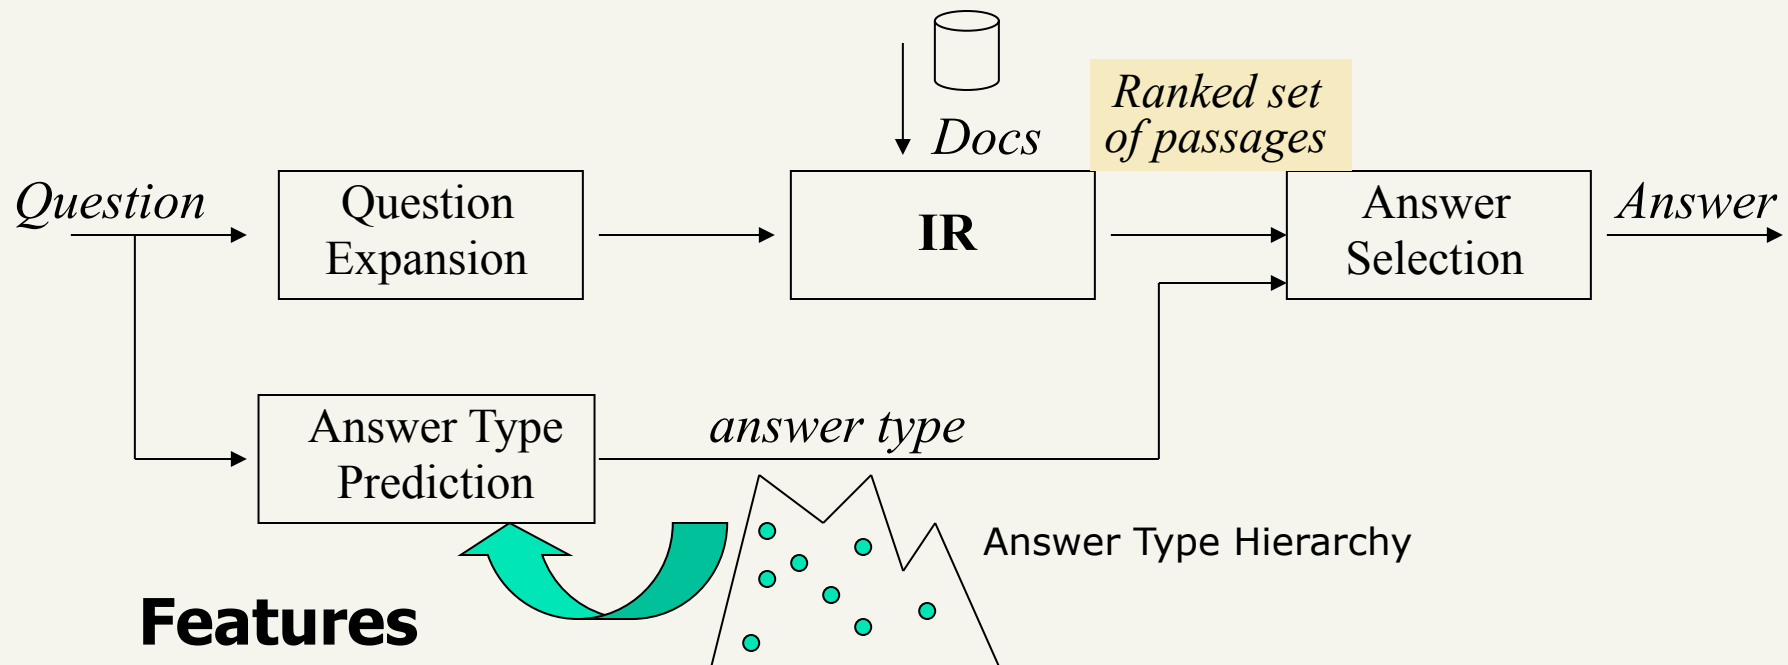 Docs
Ranked set
of passages
Question
Question
Expansion
IR
Answer
Selection
Answer
Answer Type
Prediction
answer type
Answer Type Hierarchy
Features